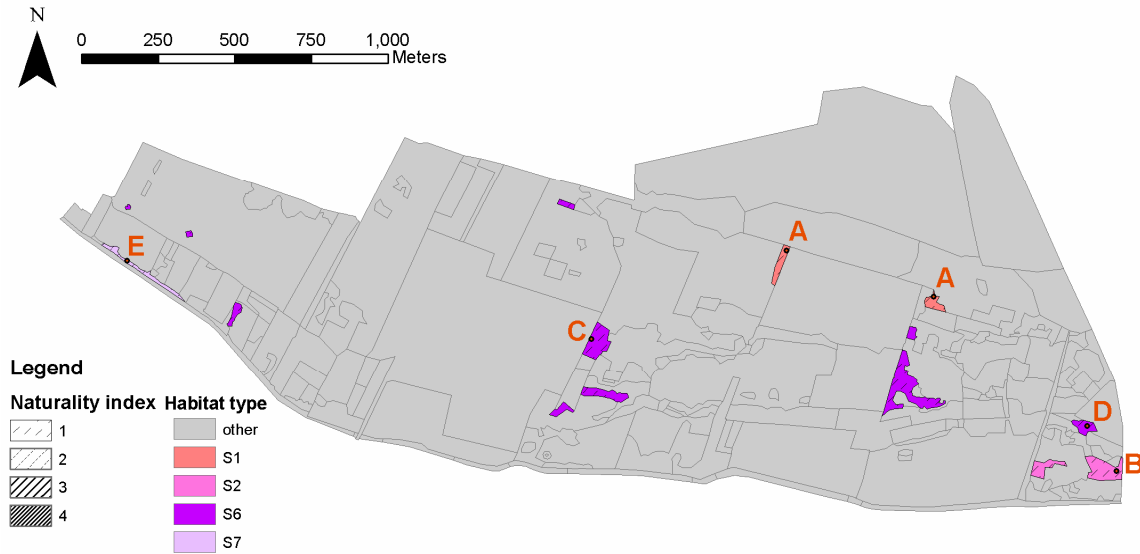 N
0 250 500 750 1,000
Meters
A
E
A
C
D
B
Legend
Naturality index
1
2
3
4
Habitat type
other
S1
S2
S6
S7